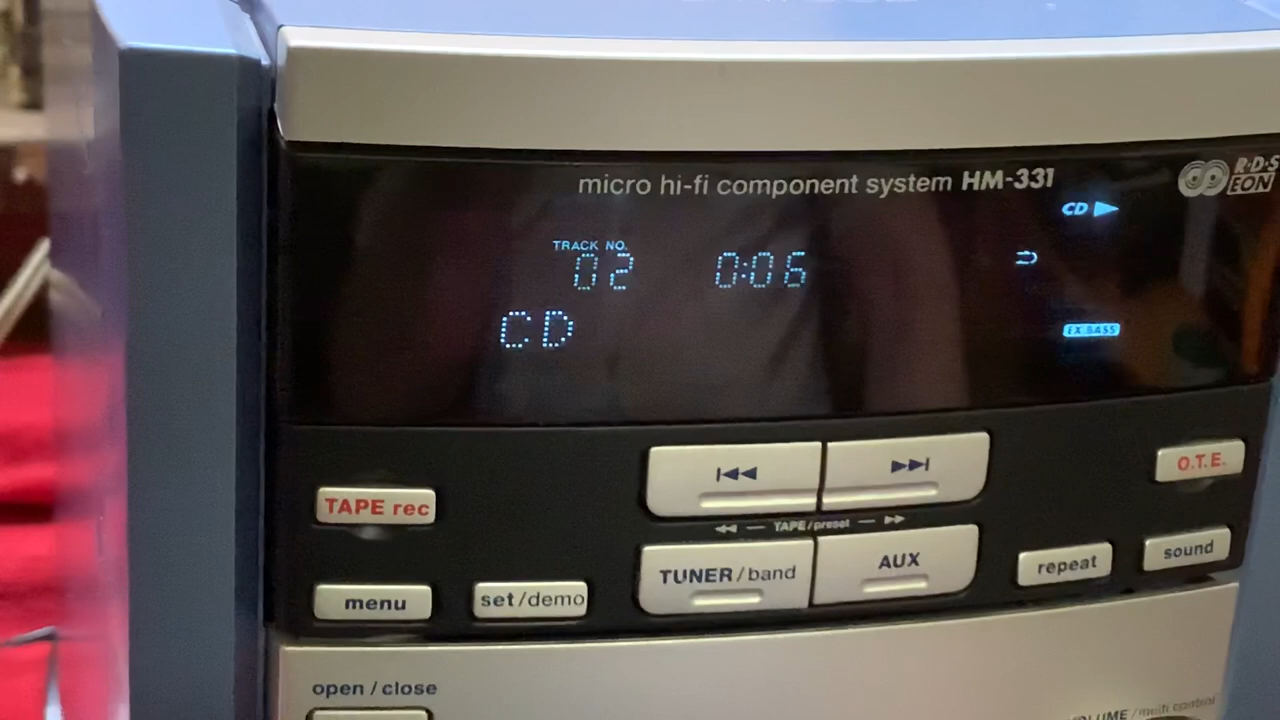 micro hi-fi component system HM-331
R·D·S
EON
CD
TRACK NO.
02 0:06
CD
EX.BASS
TAPE rec
O.T.E.
TAPE/preset
TUNER/band
AUX
repeat
sound
menu
set/demo
open/close
VOLUME/multi control